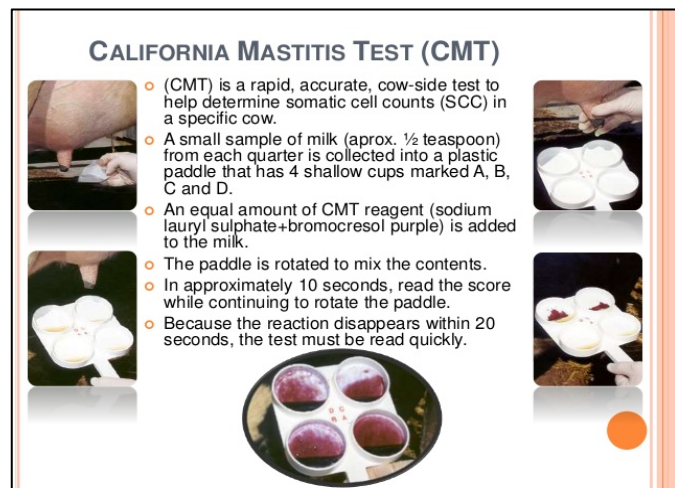 CALIFORNIA MASTITIS TEST (CMT)
(CMT) is a rapid, accurate, cow-side test to
help determine somatic cell counts (SCC) in
a specific cow.
A small sample of milk (aprox. ½ teaspoon)
from each quarter is collected into a plastic
paddle that has 4 shallow cups marked A, B,
C and D.
An equal amount of CMT reagent (sodium
lauryl sulphate+bromocresol purple) is added
to the milk.
The paddle is rotated to mix the contents.
In approximately 10 seconds, read the score
while continuing to rotate the paddle.
Because the reaction disappears within 20
seconds, the test must be read quickly.